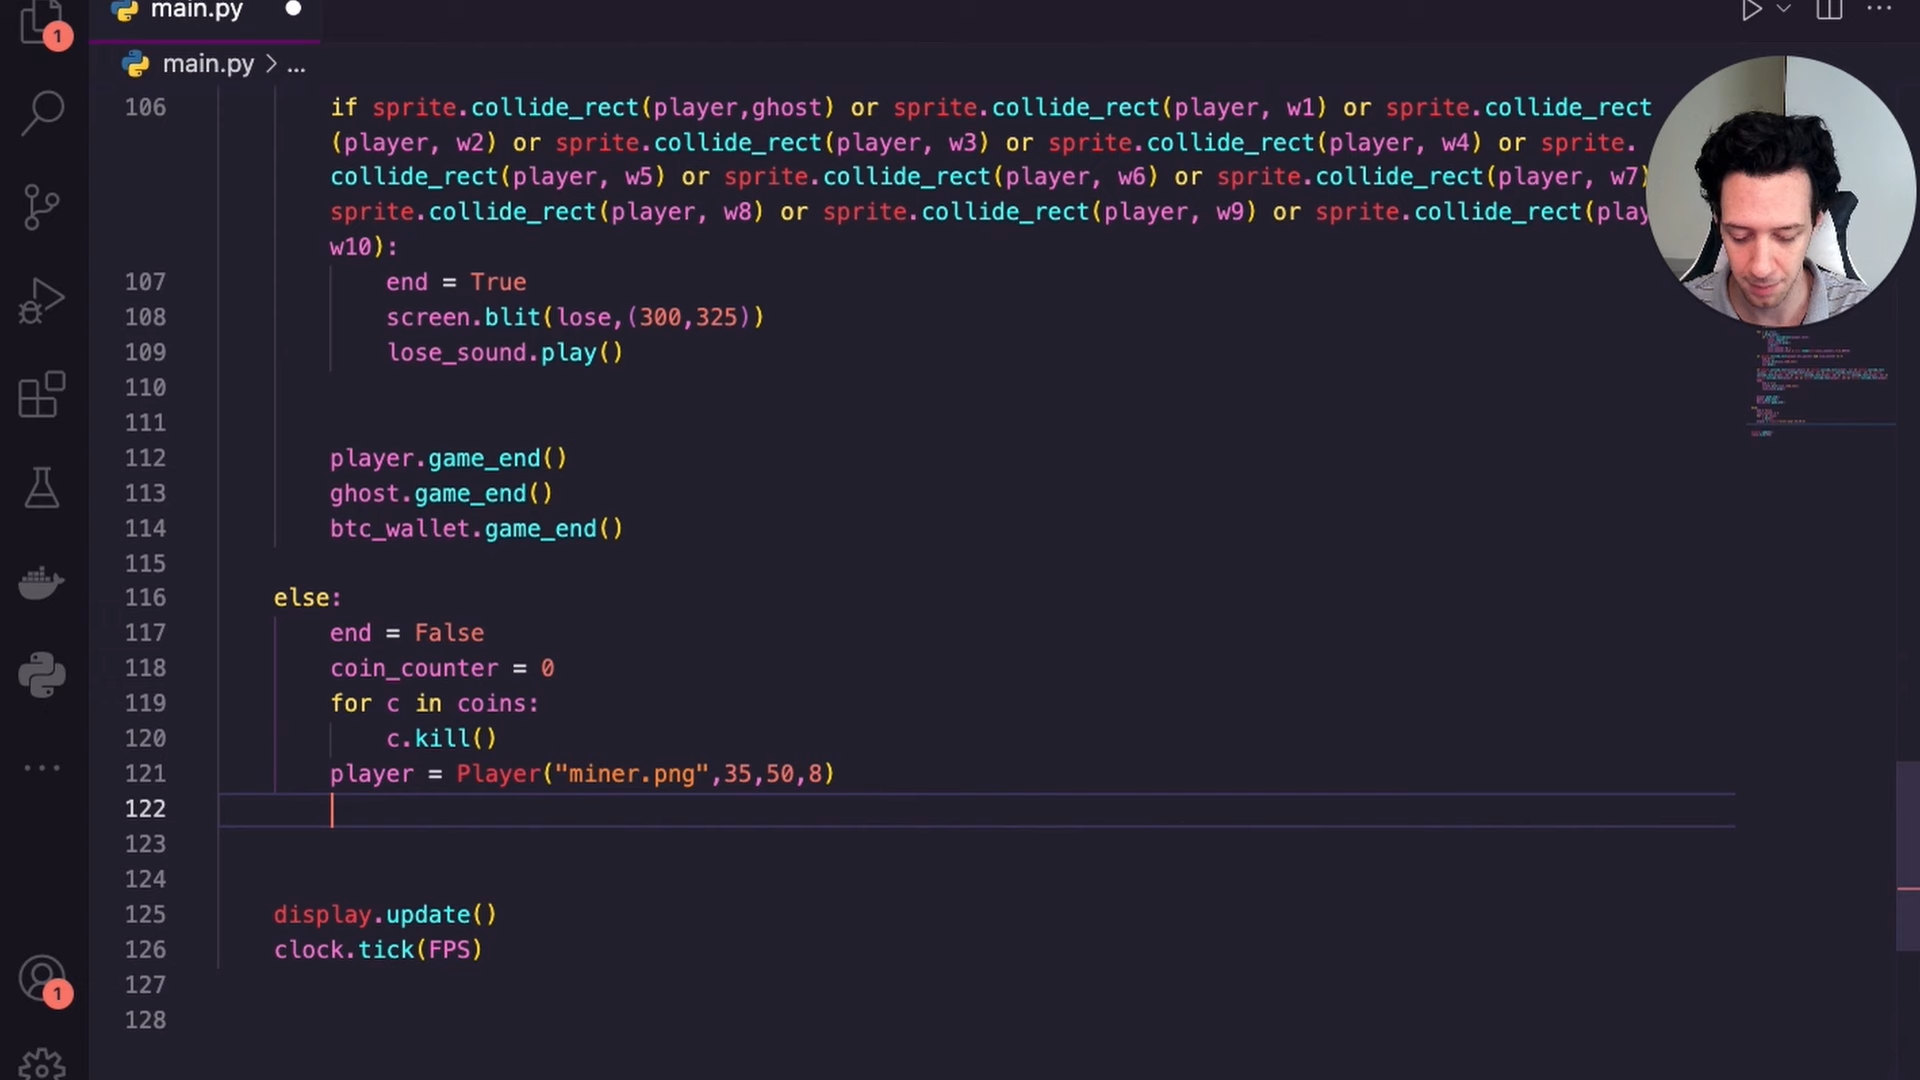 main.py
1
main.py > ...
106 if sprite.collide_rect(player,ghost) or sprite.collide_rect(player, w1) or sprite.collide_rect
(player, w2) or sprite.collide_rect(player, w3) or sprite.collide_rect(player, w4) or sprite.
collide_rect(player, w5) or sprite.collide_rect(player, w6) or sprite.collide_rect(player, w7)
sprite.collide_rect(player, w8) or sprite.collide_rect(player, w9) or sprite.collide_rect(play
w10):
107 end = True
108 screen.blit(lose,(300,325))
109 lose_sound.play()
110
111
112 player.game_end()
113 ghost.game_end()
114 btc_wallet.game_end()
115
116 else:
117 end = False
118 coin_counter = 0
119 for c in coins:
120 c.kill()
121 player = Player("miner.png",35,50,8)
122
123
124
125 display.update()
126 clock.tick(FPS)
127
1
128